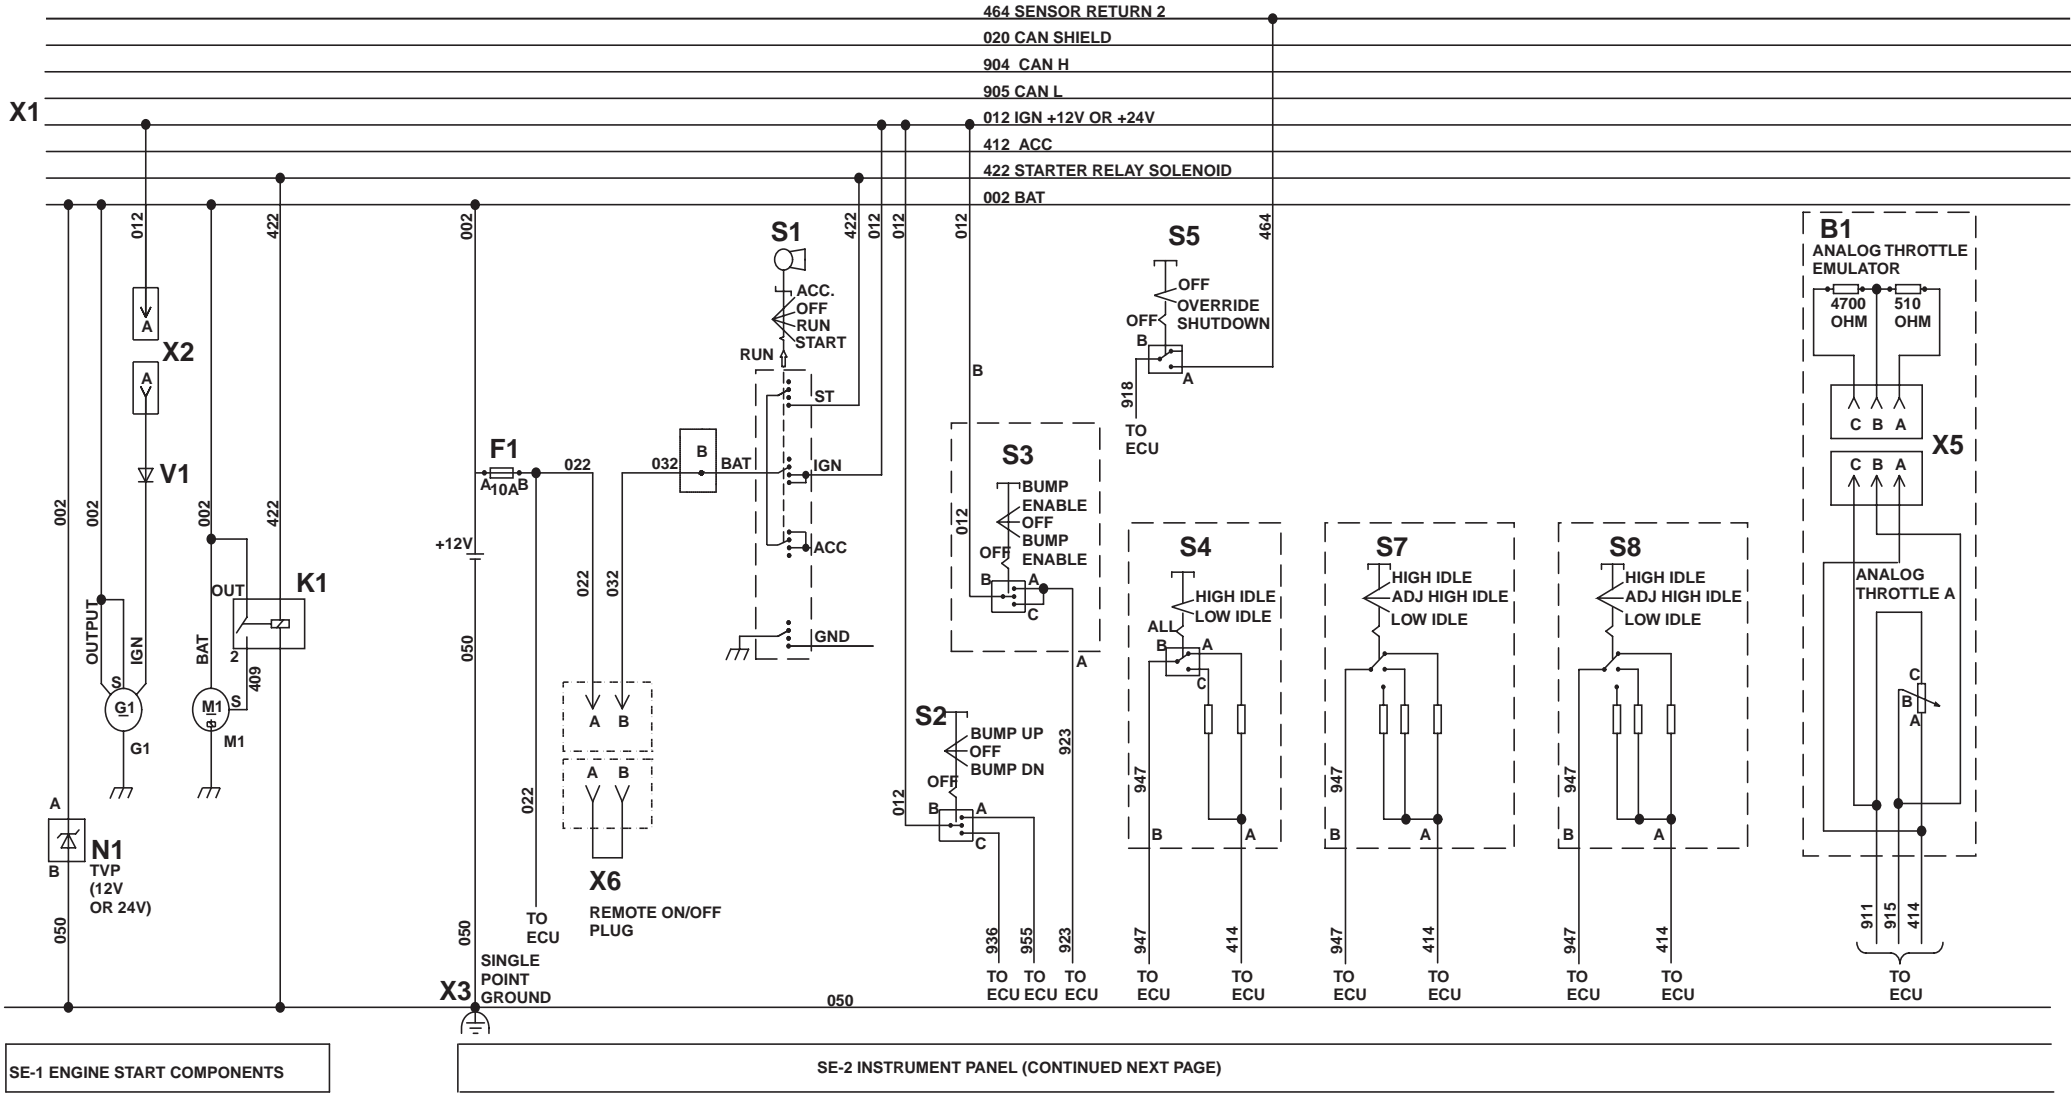 464 SENSOR RETURN 2
020 CAN SHIELD
904 CAN H
905 CAN L
X1
012 IGN +12V OR +24V
412 ACC
422 STARTER RELAY SOLENOID
002 BAT
012
422
002
422
012
012
012
464
S1
ACC.
OFF
RUN
START
RUN
ST
BAT
IGN
ACC
GND
S5
OFF
OVERRIDE
SHUTDOWN
OFF
B
A
918
TO
ECU
B1
ANALOG THROTTLE
EMULATOR
4700
OHM
510
OHM
C B A
X5
C B A
ANALOG
THROTTLE A
C
B
A
911
915
414
TO
ECU
A
X2
A
V1
002
002
002
422
OUTPUT
IGN
BAT
OUT
K1
2
409
S
G1
G1
S
M1
M1
A
N1
B
TVP
(12V
OR 24V)
050
F1
A 10A B
022
032
B
+12V
022
032
050
A B
A B
X6
REMOTE ON/OFF
PLUG
022
TO
ECU
050
SINGLE
POINT
GROUND
X3
050
B
S3
BUMP
ENABLE
OFF
BUMP
ENABLE
OFF
012
B
A
C
A
923
S2
BUMP UP
OFF
BUMP DN
OFF
012
B
A
C
936
955
923
TO
ECU
TO
ECU
TO
ECU
S4
HIGH IDLE
LOW IDLE
ALL
B
A
C
947
B
A
947
414
TO
ECU
TO
ECU
S7
HIGH IDLE
ADJ HIGH IDLE
LOW IDLE
947
B
A
947
414
TO
ECU
TO
ECU
S8
HIGH IDLE
ADJ HIGH IDLE
LOW IDLE
947
B
A
947
414
TO
ECU
TO
ECU
SE-1 ENGINE START COMPONENTS
SE-2 INSTRUMENT PANEL (CONTINUED NEXT PAGE)